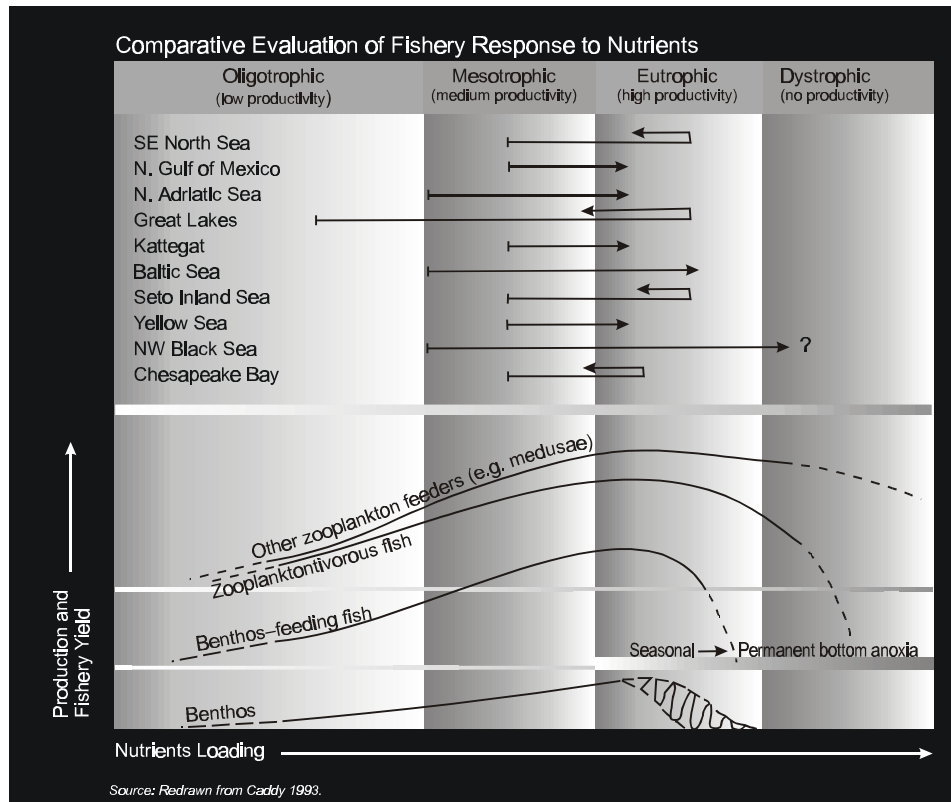 Comparative Evaluation of Fishery Response to Nutrients
Oligotrophic
(low productivity)
Mesotrophic
(medium productivity)
Eutrophic
(high productivity)
Dystrophic
(no productivity)
SE North Sea
N. Gulf of Mexico
N. Adrlatic Sea
Great Lakes
Kattegat
Baltic Sea
Seto Inland Sea
Yellow Sea
NW Black Sea
?
Chesapeake Bay
Other zooplankton feeders (e.g. medusae)
Zooplanktontivorous fish
Benthos–feeding fish
Seasonal
Permanent bottom anoxia
Benthos
Production and
Fishery Yield
Nutrients Loading
Source: Redrawn from Caddy 1993.